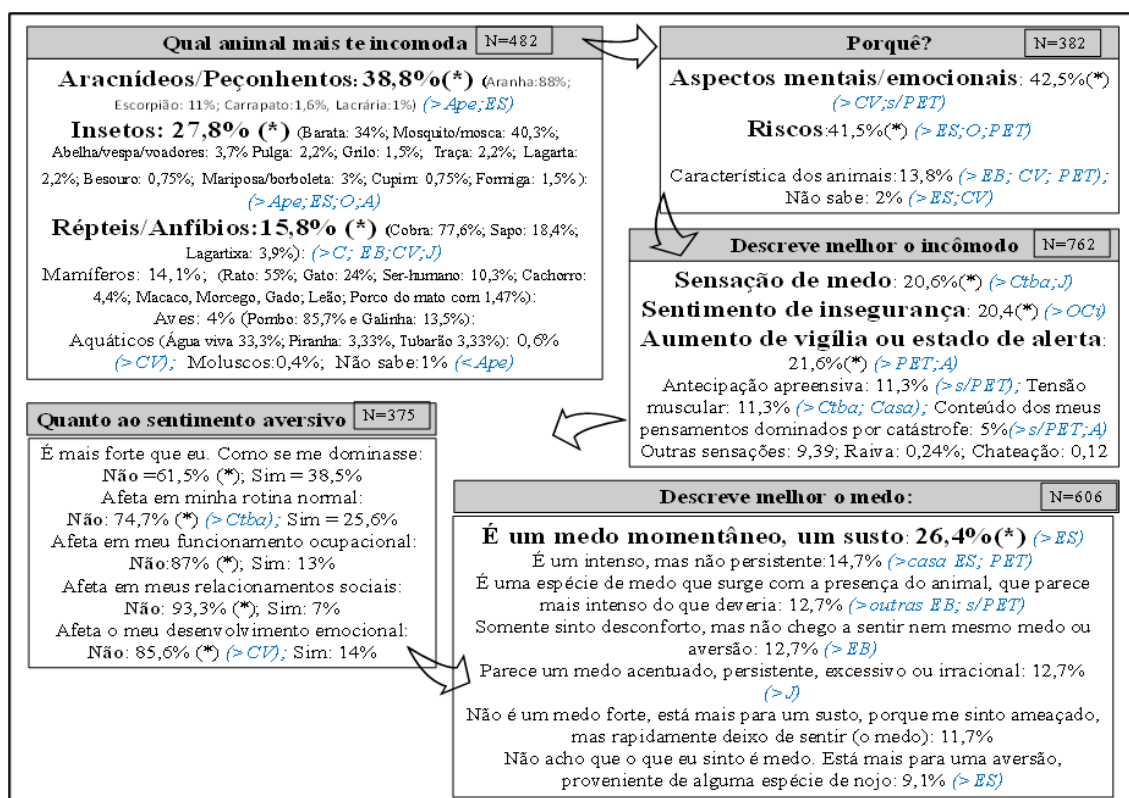 Qual animal mais te incomoda N=482
Aracnídeos/Peçonhentos: 38,8%(*) (Aranha:88%;
Escorpião: 11%; Carrapato:1,6%, Lacrária:1%) (>Ape;ES)
Insetos: 27,8% (*) (Barata: 34%; Mosquito/mosca: 40,3%;
Abelha/vespa/voadores: 3,7% Pulga: 2,2%; Grilo: 1,5%; Traça: 2,2%; Lagarta:
2,2%; Besouro: 0,75%; Mariposa/borboleta: 3%; Cupim: 0,75%; Formiga: 1,5%):
(>Ape;ES;O;A)
Répteis/Anfíbios:15,8% (*) (Cobra: 77,6%; Sapo: 18,4%;
Lagartixa: 3,9%): (>C; EB;CV;J)
Mamíferos: 14,1%; (Rato: 55%; Gato: 24%; Ser-humano: 10,3%; Cachorro:
4,4%; Macaco, Morcego, Gado; Leão; Porco do mato com 1,47%):
Aves: 4% (Pombo: 85,7% e Galinha: 13,5%):
Aquáticos (Água viva 33,3%; Piranha: 3,33%, Tubarão 3,33%): 0,6%
(>CV); Moluscos:0,4%; Não sabe:1% (<Ape)
Porquê? N=382
Aspectos mentais/emocionais: 42,5%(*)
(>CV;s/PET)
Riscos:41,5%(*) (>ES;O;PET)
Característica dos animais:13,8% (>EB; CV; PET);
Não sabe: 2% (>ES;CV)
Descreve melhor o incômodo N=762
Sensação de medo: 20,6%(*) (>Ctba;J)
Sentimento de insegurança: 20,4(*) (>OCi)
Aumento de vigília ou estado de alerta:
21,6%(*) (>PET;A)
Antecipação apreensiva: 11,3% (>s/PET); Tensão
muscular: 11,3% (>Ctba; Casa); Conteúdo dos meus
pensamentos dominados por catástrofe: 5%(>s/PET;A)
Outras sensações: 9,39; Raiva: 0,24%; Chateação: 0,12
Quanto ao sentimento aversivo N=375
É mais forte que eu. Como se me dominasse:
Não =61,5% (*); Sim = 38,5%
Afeta em minha rotina normal:
Não: 74,7% (*) (>Ctba); Sim = 25,6%
Afeta em meu funcionamento ocupacional:
Não:87% (*); Sim: 13%
Afeta em meus relacionamentos sociais:
Não: 93,3% (*); Sim: 7%
Afeta o meu desenvolvimento emocional:
Não: 85,6% (*) (>CV); Sim: 14%
Descreve melhor o medo: N=606
É um medo momentâneo, um susto: 26,4%(*) (>ES)
É um intenso, mas não persistente:14,7% (>casa ES; PET)
É uma espécie de medo que surge com a presença do animal, que parece
mais intenso do que deveria: 12,7% (>outras EB; s/PET)
Somente sinto desconforto, mas não chego a sentir nem mesmo medo ou
aversão: 12,7% (>EB)
Parece um medo acentuado, persistente, excessivo ou irracional: 12,7%
(>J)
Não é um medo forte, está mais para um susto, porque me sinto ameaçado,
mas rapidamente deixo de sentir (o medo): 11,7%
Não acho que o que eu sinto é medo. Está mais para uma aversão,
proveniente de alguma espécie de nojo: 9,1% (>ES)